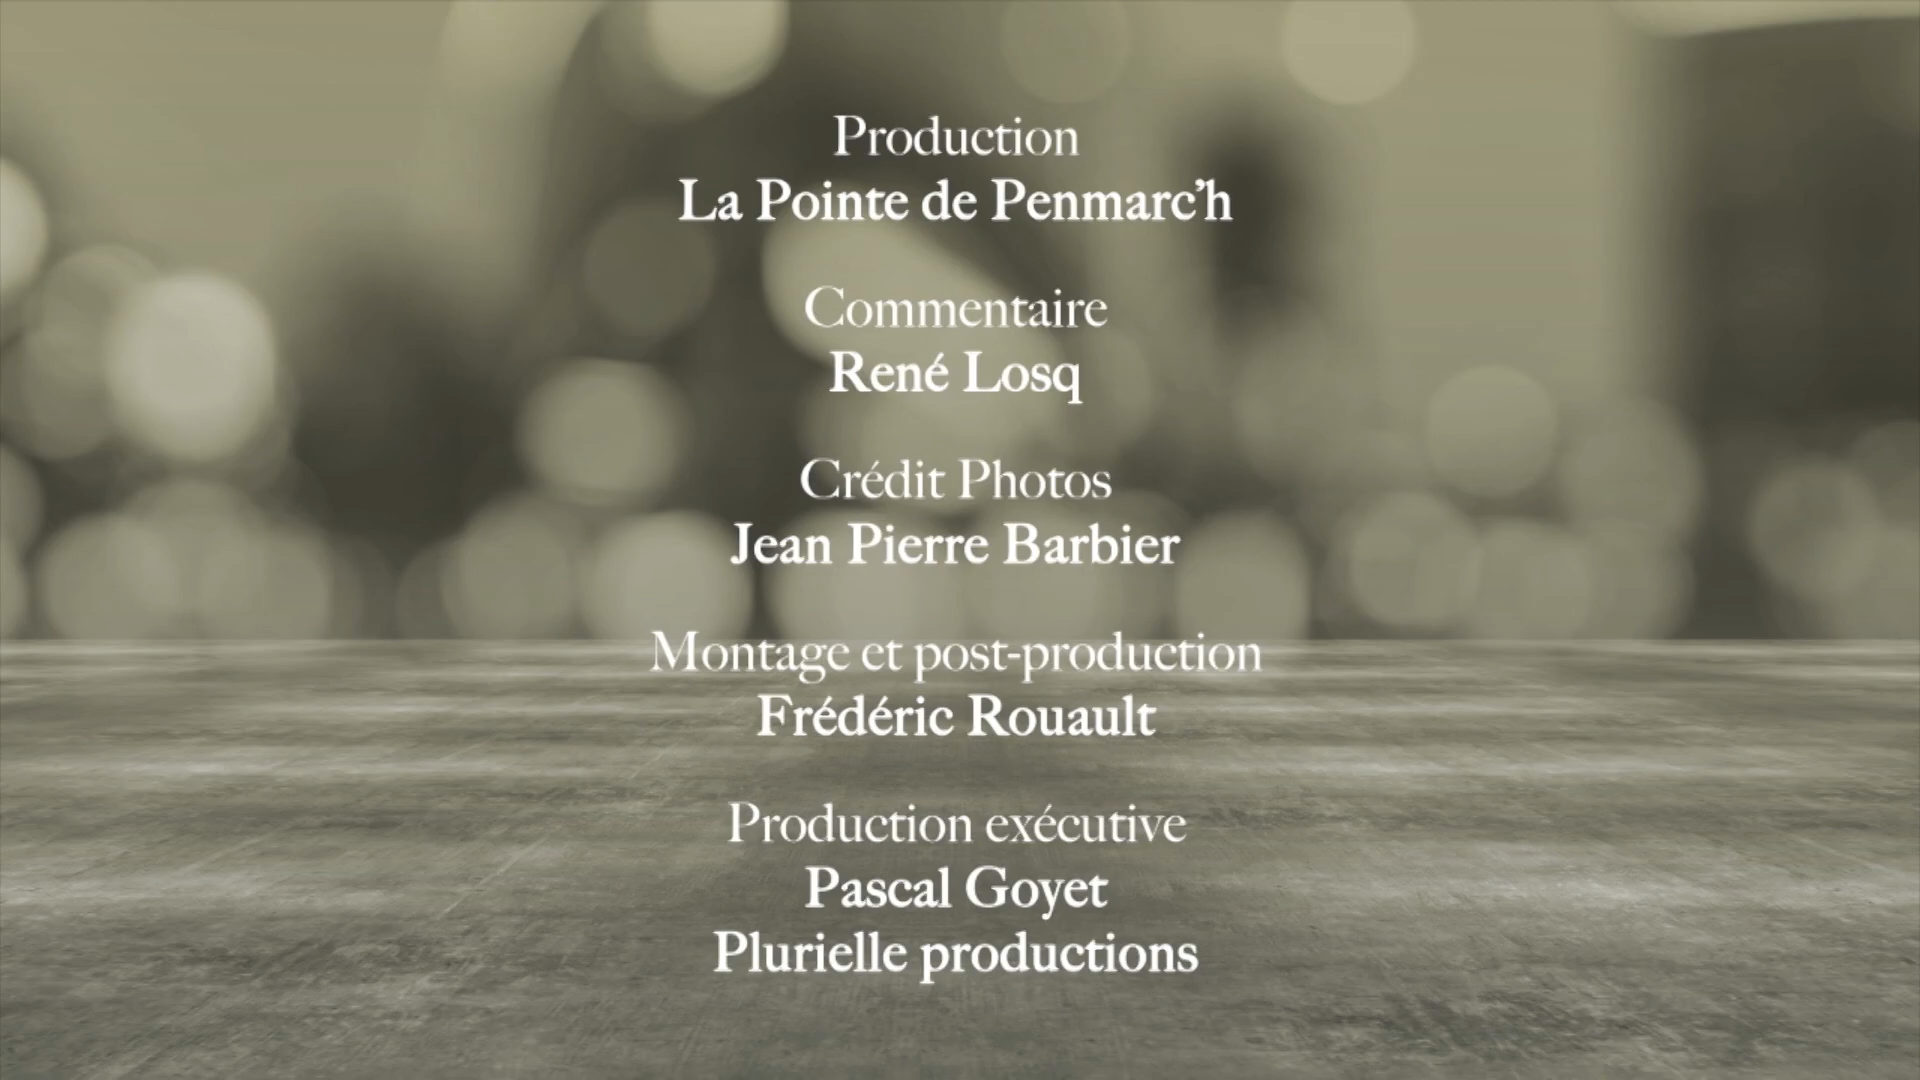 Production
La Pointe de Penmarc'h
Commentaire
René Losq
Crédit Photos
Jean Pierre Barbier
Montage et post-production
Frédéric Rouault
Production exécutive
Pascal Goyet
Plurielle productions